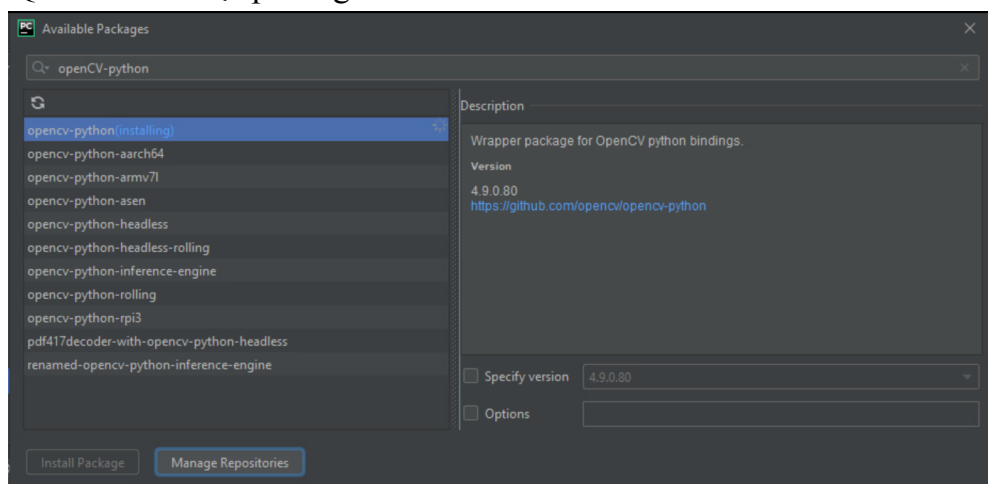 PC Available Packages
openCV-python
opencv-python(installing)
opencv-python-aarch64
opencv-python-armv7l
opencv-python-asen
opencv-python-headless
opencv-python-headless-rolling
opencv-python-inference-engine
opencv-python-rolling
opencv-python-rpi3
pdf417decoder-with-opencv-python-headless
renamed-opencv-python-inference-engine
Description
Wrapper package for OpenCV python bindings.
Version
4.9.0.80
https://github.com/opencv/opencv-python
Specify version 4.9.0.80
Options
Install Package Manage Repositories